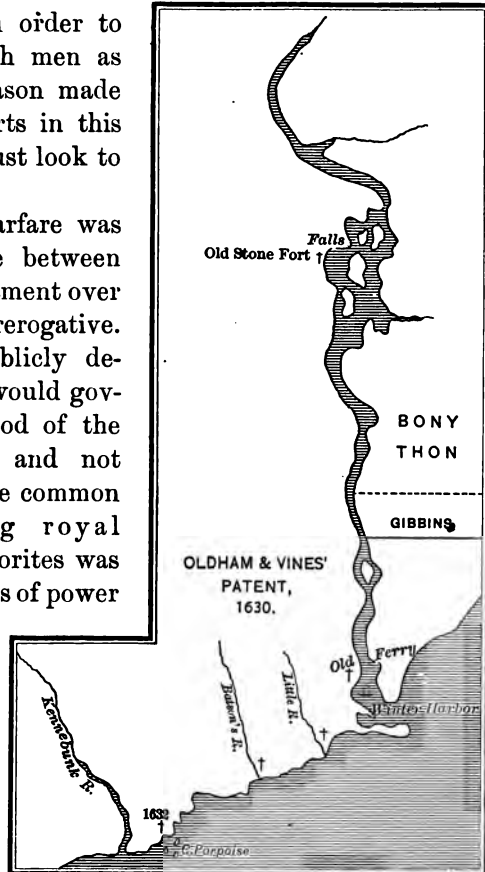 n order to
h men as
ason made
rts in this
ust look to
arfare was
e between
tment over
rerogative.
blicly de-
would gov-
od of the
and not
e common
g royal
orites was
s of power
Falls
Old Stone Fort †
BONY
THON
GIBBINS
OLDHAM & VINES'
PATENT,
1630.
Old Ferry
†
Winter Harbor
Batson's R.
Little R.
†
†
Kennebunk R.
1632
†
C. Porpoise